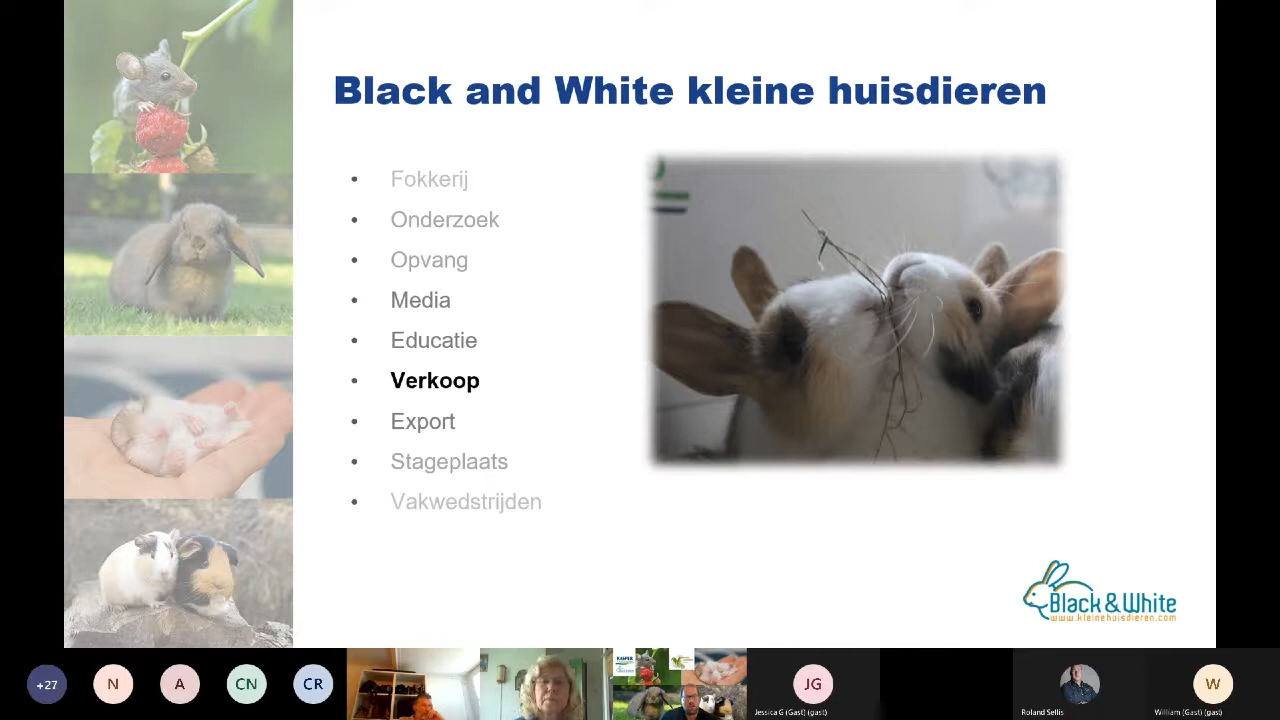 Black and White kleine huisdieren
• Fokkerij
• Onderzoek
• Opvang
• Media
• Educatie
• Verkoop
• Export
• Stageplaats
• Vakwedstrijden
Black & White
www.kleinehuisdieren.com
+27
N
A
CN
CR
KASPER
JG
Jessica G (Gast) (gast)
Roland Sellis
W
William (Gast) (gast)